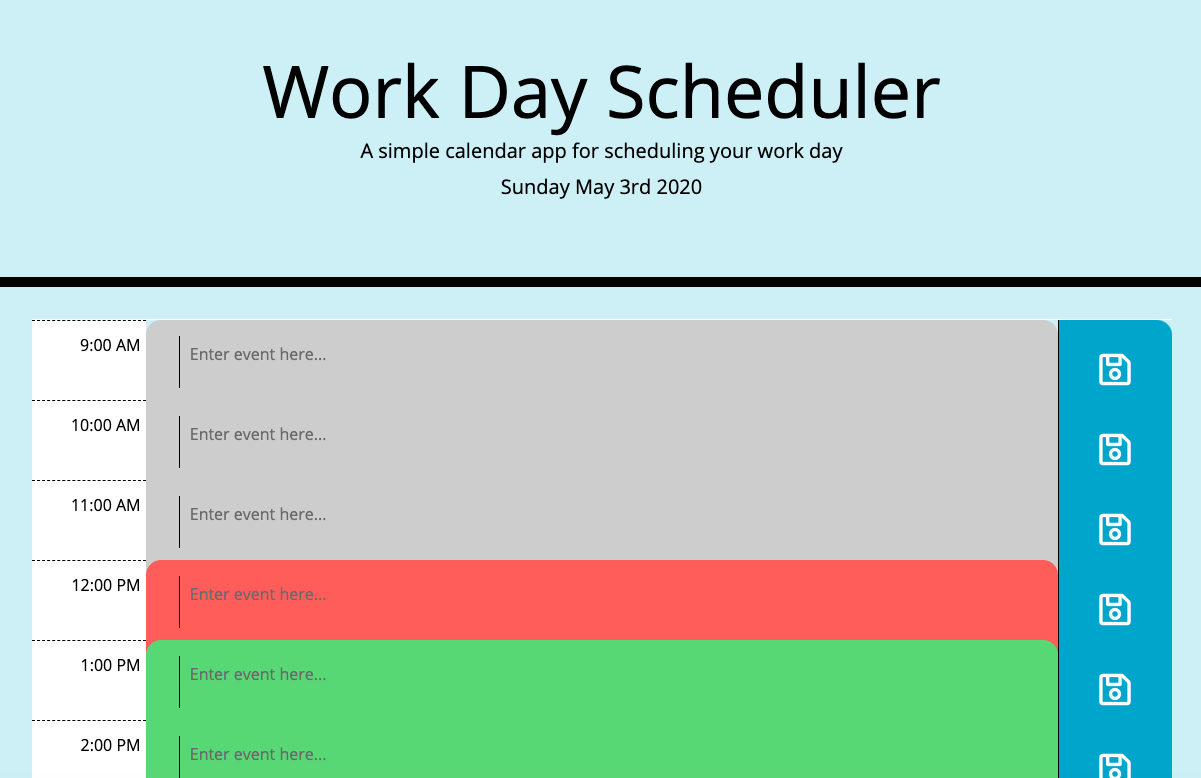 Work Day Scheduler
A simple calendar app for scheduling your work day
Sunday May 3rd 2020
9:00 AM
Enter event here...
10:00 AM
Enter event here...
11:00 AM
Enter event here...
12:00 PM
Enter event here...
1:00 PM
Enter event here...
2:00 PM
Enter event here...